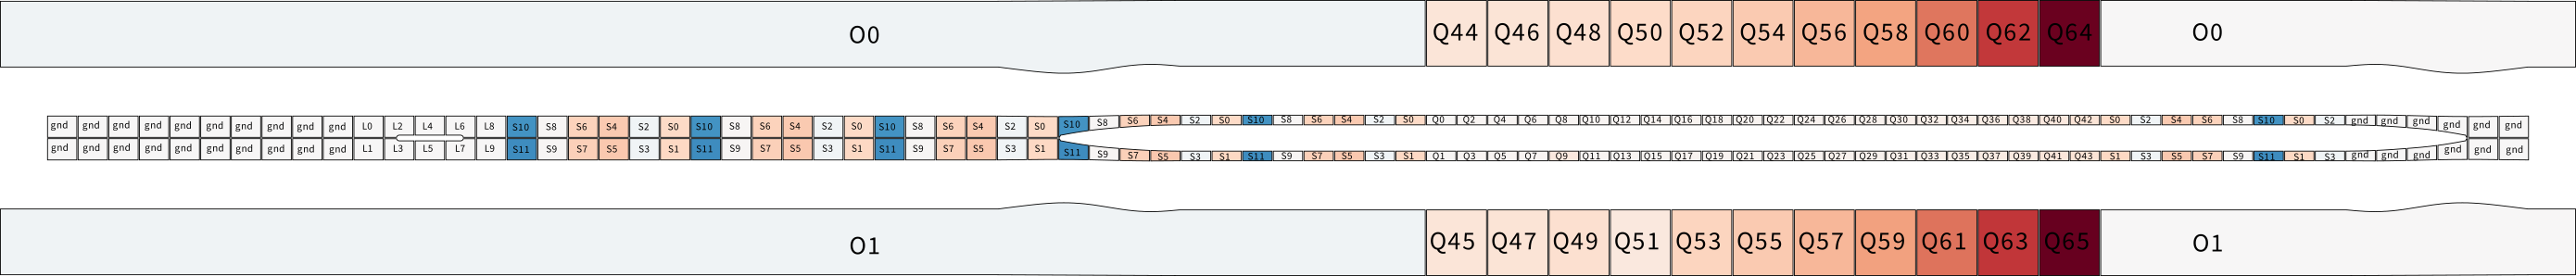 O0 Q44 Q46 Q48 Q50 Q52 Q54 Q56 Q58 Q60 Q62 Q64 O0
gnd gnd gnd gnd gnd gnd gnd gnd gnd gnd L0 L2 L4 L6 L8 S10 S8 S6 S4 S2 S0 S10 S8 S6 S4 S2 S0 S10 S8 S6 S4 S2 S0 S10 S8 S6 S4 S2 S0 S10 S8 S6 S4 S2 S0 Q0 Q2 Q4 Q6 Q8 Q10 Q12 Q14 Q16 Q18 Q20 Q22 Q24 Q26 Q28 Q30 Q32 Q34 Q36 Q38 Q40 Q42 S0 S2 S4 S6 S8 S10 S0 S2 gnd gnd gnd gnd gnd gnd
gnd gnd gnd gnd gnd gnd gnd gnd gnd gnd L1 L3 L5 L7 L9 S11 S9 S7 S5 S3 S1 S11 S9 S7 S5 S3 S1 S11 S9 S7 S5 S3 S1 S11 S9 S7 S5 S3 S1 S11 S9 S7 S5 S3 S1 Q1 Q3 Q5 Q7 Q9 Q11 Q13 Q15 Q17 Q19 Q21 Q23 Q25 Q27 Q29 Q31 Q33 Q35 Q37 Q39 Q41 Q43 S1 S3 S5 S7 S9 S11 S1 S3 gnd gnd gnd gnd gnd gnd
O1 Q45 Q47 Q49 Q51 Q53 Q55 Q57 Q59 Q61 Q63 Q65 O1